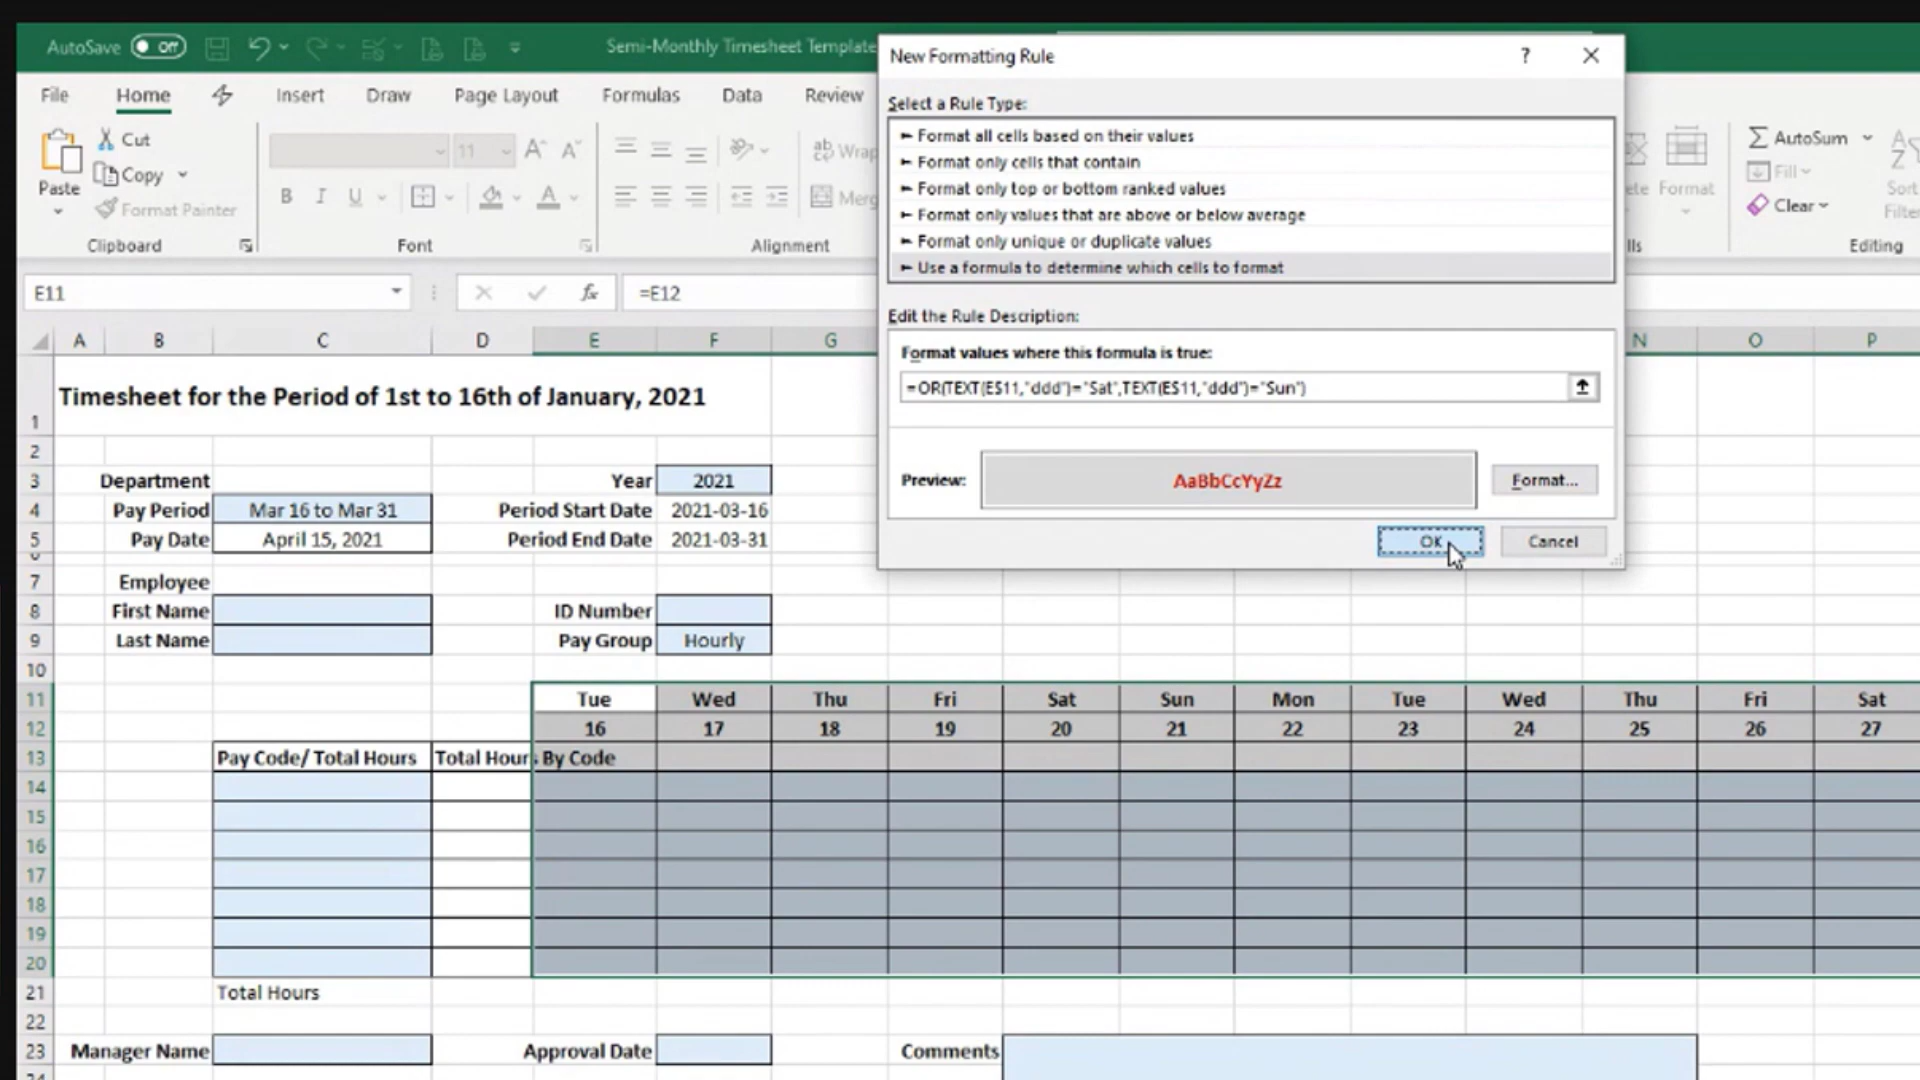 AutoSave Off Semi-Monthly Timesheet Template
File Home Insert Draw Page Layout Formulas Data Review
Cut
Copy
Format Painter
Paste
Clipboard
11
B I U A
Font
ab Wrap
Merg
Alignment
Format
lls
AutoSum
Fill
Clear
Sort
Filter
Editing
New Formatting Rule ?
Select a Rule Type:
► Format all cells based on their values
► Format only cells that contain
► Format only top or bottom ranked values
► Format only values that are above or below average
► Format only unique or duplicate values
► Use a formula to determine which cells to format
Edit the Rule Description:
Format values where this formula is true:
=OR(TEXT(E$11,"ddd")="Sat",TEXT(E$11,"ddd")="Sun")
Preview: AaBbCcYyZz Format...
OK Cancel
E11 fx =E12
A B C D E F G N O P
1 Timesheet for the Period of 1st to 16th of January, 2021
2
3 Department Year 2021
4 Pay Period Mar 16 to Mar 31 Period Start Date 2021-03-16
5 Pay Date April 15, 2021 Period End Date 2021-03-31
7 Employee
8 First Name ID Number
9 Last Name Pay Group Hourly
10
11 Tue Wed Thu Fri Sat Sun Mon Tue Wed Thu Fri Sat
12 16 17 18 19 20 21 22 23 24 25 26 27
13 Pay Code/ Total Hours Total Hours By Code
14
15
16
17
18
19
20
21 Total Hours
22
23 Manager Name Approval Date Comments